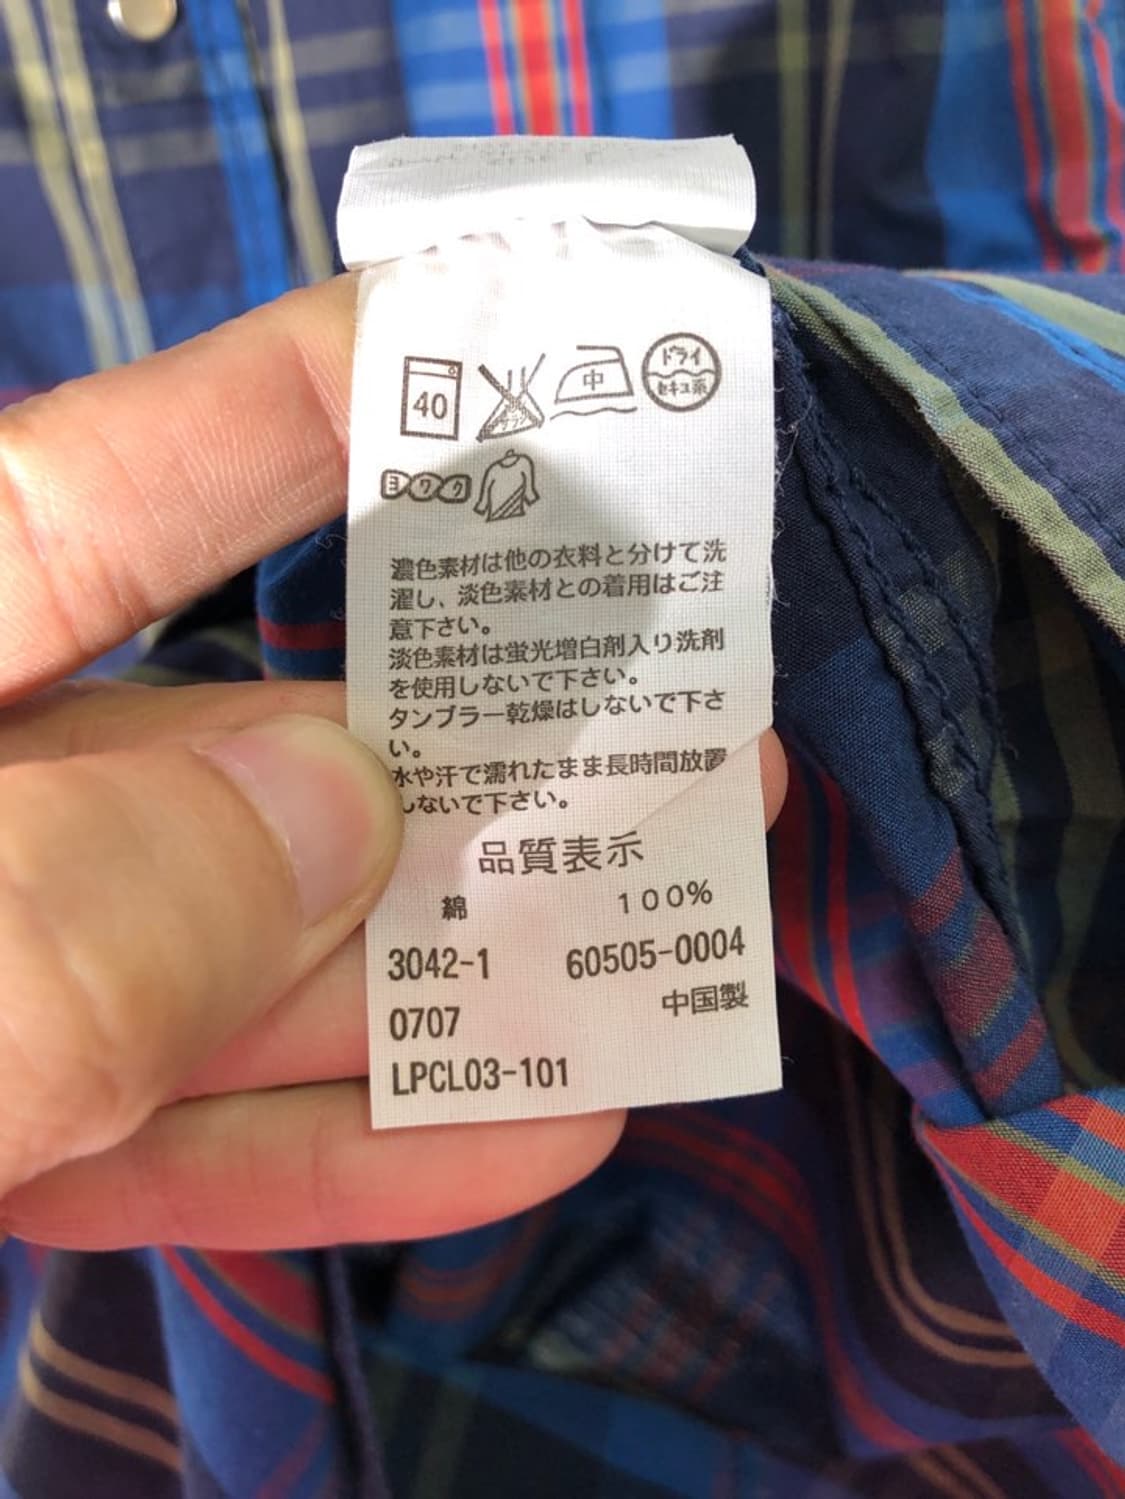 40
中
ドライ
セキユ系
ヨワク
濃色素材は他の衣料と分けて洗
濯し、淡色素材との着用はご注
意下さい。
淡色素材は蛍光増白剤入り洗剤
を使用しないで下さい。
タンブラー乾燥はしないで下さ
い。
水や汗で濡れたまま長時間放置
しないで下さい。
品質表示
綿 100%
3042-1 60505-0004
0707 中国製
LPCL03-101